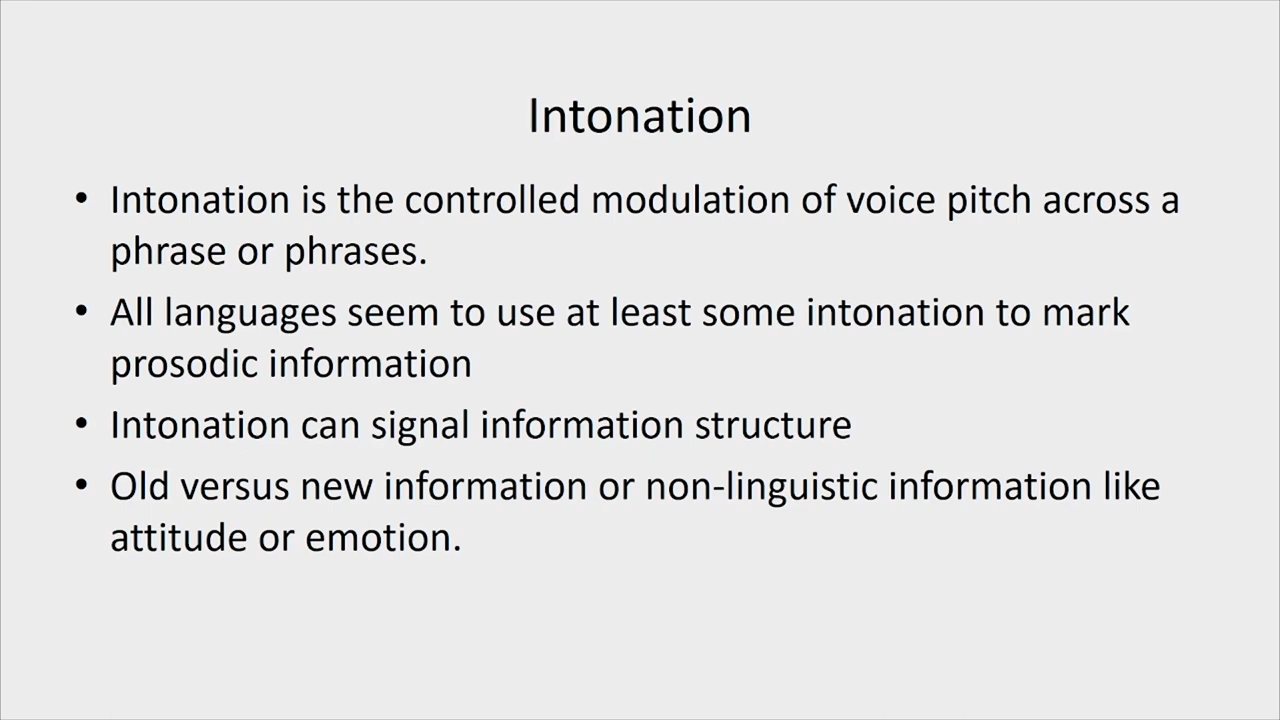 Intonation
• Intonation is the controlled modulation of voice pitch across a
phrase or phrases.
• All languages seem to use at least some intonation to mark
prosodic information
• Intonation can signal information structure
• Old versus new information or non-linguistic information like
attitude or emotion.